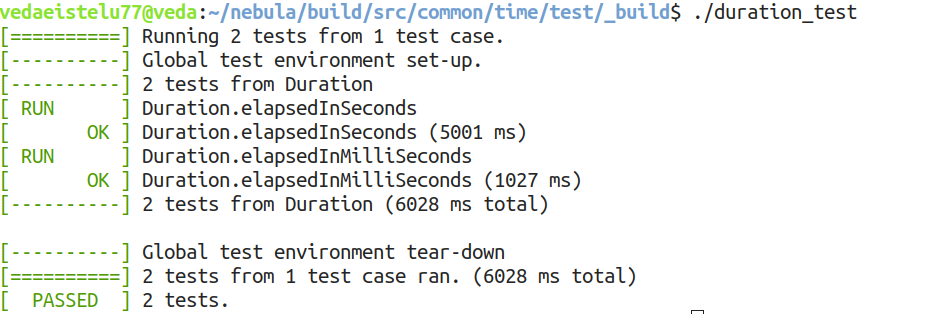 vedaeistelu77@veda:~/nebula/build/src/common/time/test/_build$ ./duration_test
[==========] Running 2 tests from 1 test case.
[----------] Global test environment set-up.
[----------] 2 tests from Duration
[ RUN      ] Duration.elapsedInSeconds
[       OK ] Duration.elapsedInSeconds (5001 ms)
[ RUN      ] Duration.elapsedInMilliSeconds
[       OK ] Duration.elapsedInMilliSeconds (1027 ms)
[----------] 2 tests from Duration (6028 ms total)

[----------] Global test environment tear-down
[==========] 2 tests from 1 test case ran. (6028 ms total)
[  PASSED  ] 2 tests.